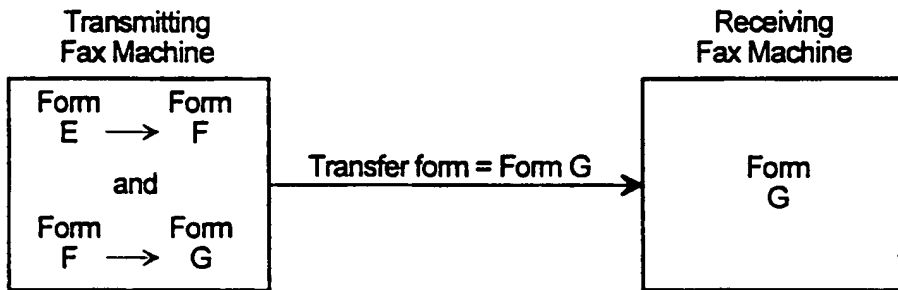 Transmitting
Fax Machine
Receiving
Fax Machine
Form Form
E → F
and
Form Form
F → G
Transfer form = Form G
Form
G